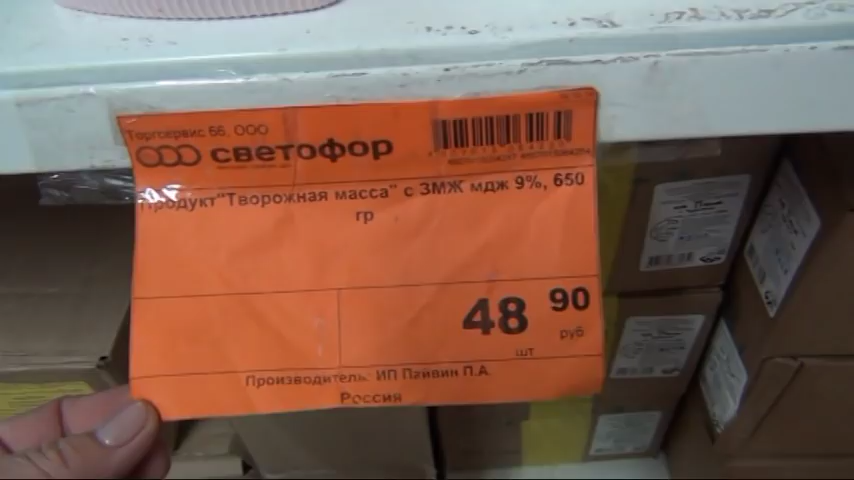 Торгсервис 66, ООО
светофор
Продукт"Творожная масса" с ЗМЖ мдж 9%, 650
гр
48 90
руб
шт
Производитель: ИП Пайвин П.А.
Россия